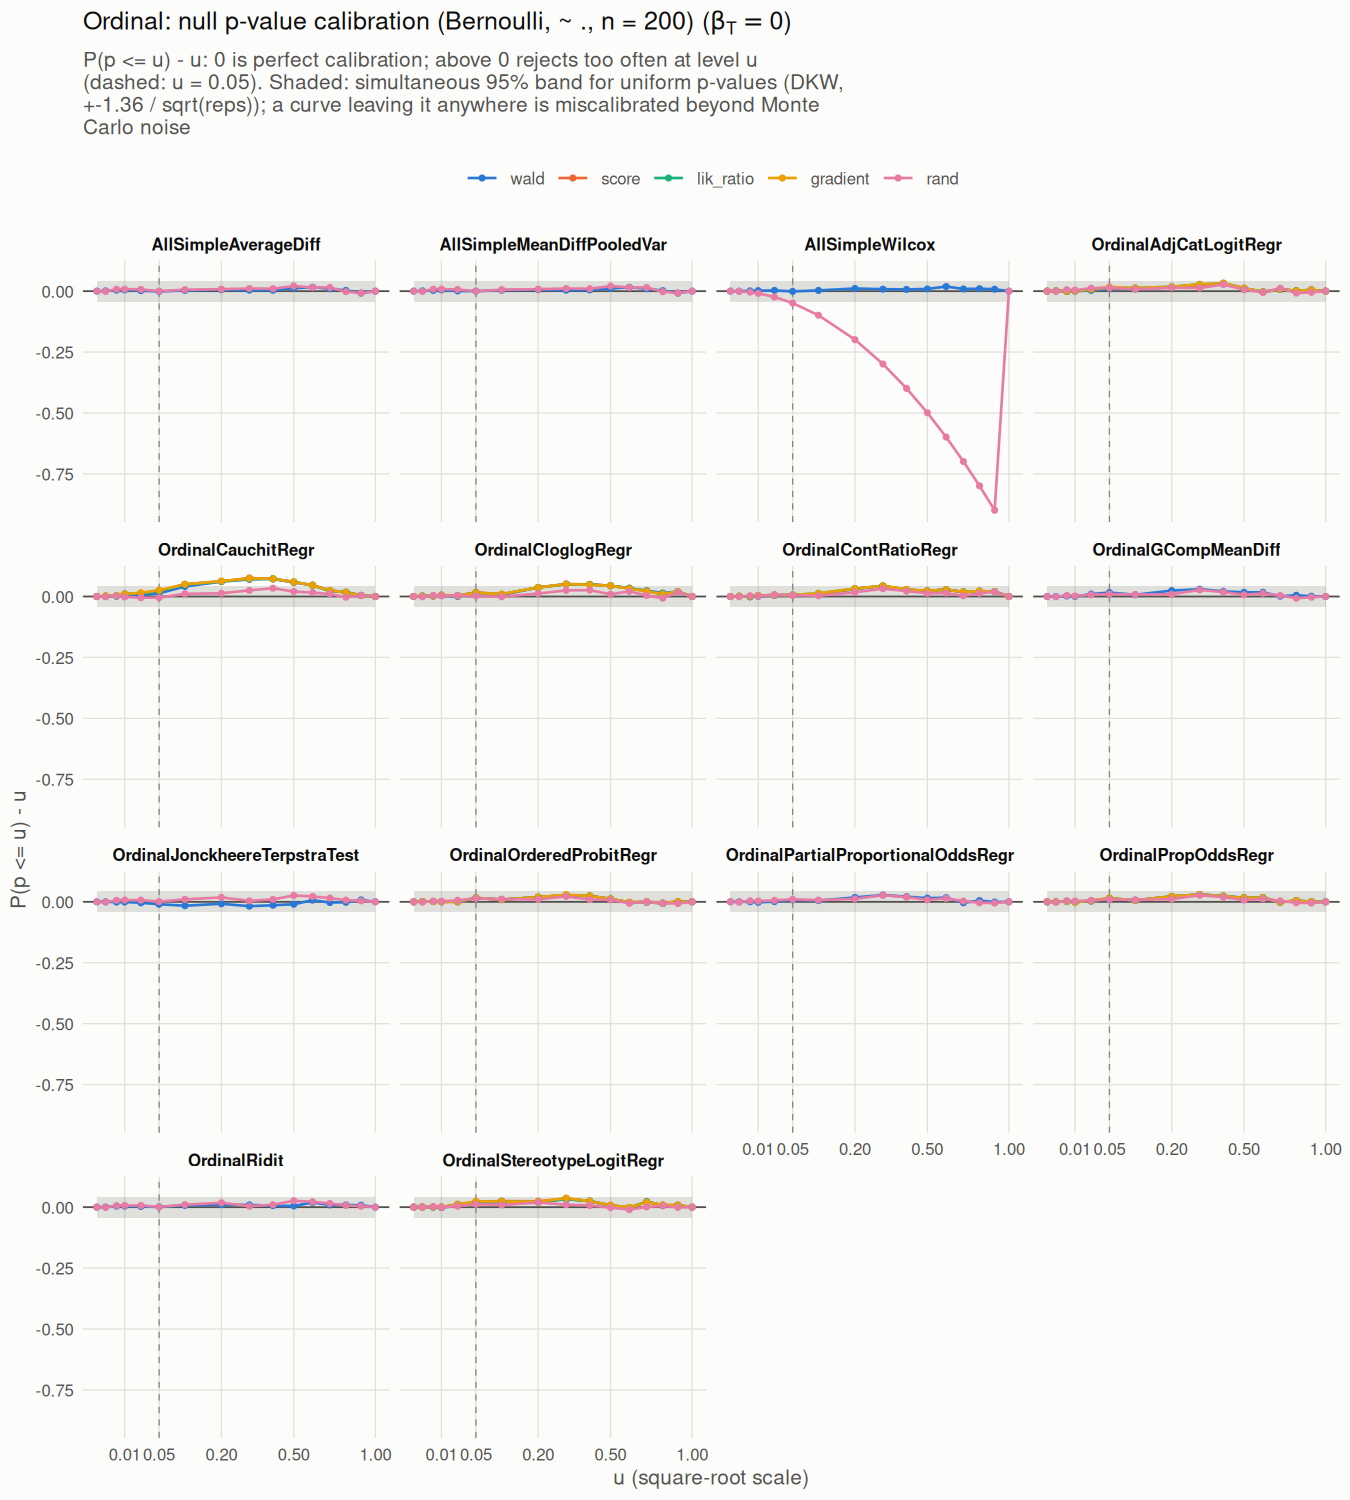 Ordinal: null p-value calibration (Bernoulli, ~ ., n = 200) (βT = 0)
P(p <= u) - u: 0 is perfect calibration; above 0 rejects too often at level u
(dashed: u = 0.05). Shaded: simultaneous 95% band for uniform p-values (DKW,
+-1.36 / sqrt(reps)); a curve leaving it anywhere is miscalibrated beyond Monte
Carlo noise
wald score lik_ratio gradient rand
AllSimpleAverageDiff AllSimpleMeanDiffPooledVar AllSimpleWilcox OrdinalAdjCatLogitRegr
0.00
-0.25
-0.50
-0.75
OrdinalCauchitRegr OrdinalCloglogRegr OrdinalContRatioRegr OrdinalGCompMeanDiff
0.00
-0.25
-0.50
-0.75
P(p <= u) - u
OrdinalJonckheereTerpstraTest OrdinalOrderedProbitRegr OrdinalPartialProportionalOddsRegr OrdinalPropOddsRegr
0.00
-0.25
-0.50
-0.75
0.01 0.05 0.20 0.50 1.00 0.01 0.05 0.20 0.50 1.00
OrdinalRidit OrdinalStereotypeLogitRegr
0.00
-0.25
-0.50
-0.75
0.01 0.05 0.20 0.50 1.00 0.01 0.05 0.20 0.50 1.00
u (square-root scale)